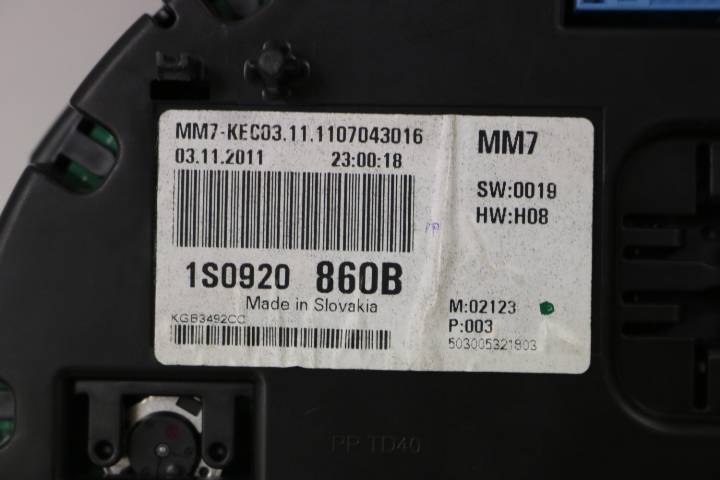 MM7-KEC03.11.1107043016
03.11.2011 23:00:18
1S0920 860B
Made in Slovakia
KGB3492CC
MM7
SW:0019
HW:H08
M:02123
P:003
503005321803
PP TD40